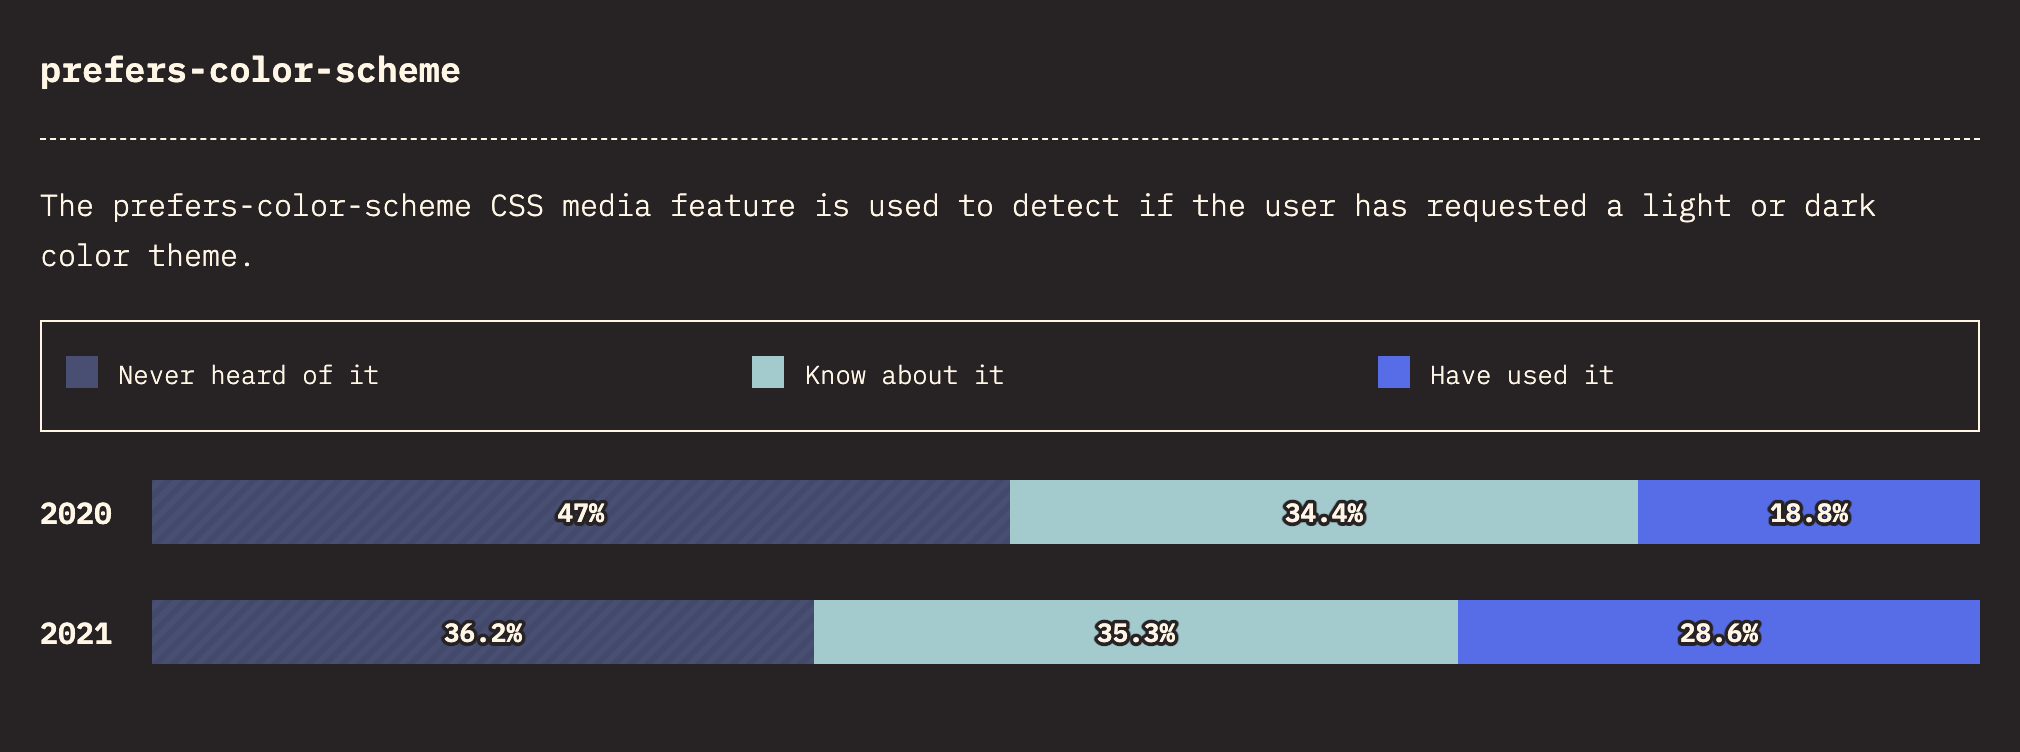 prefers-color-scheme
The prefers-color-scheme CSS media feature is used to detect if the user has requested a light or dark
color theme.
Never heard of it Know about it Have used it
2020 47% 34.4% 18.8%
2021 36.2% 35.3% 28.6%